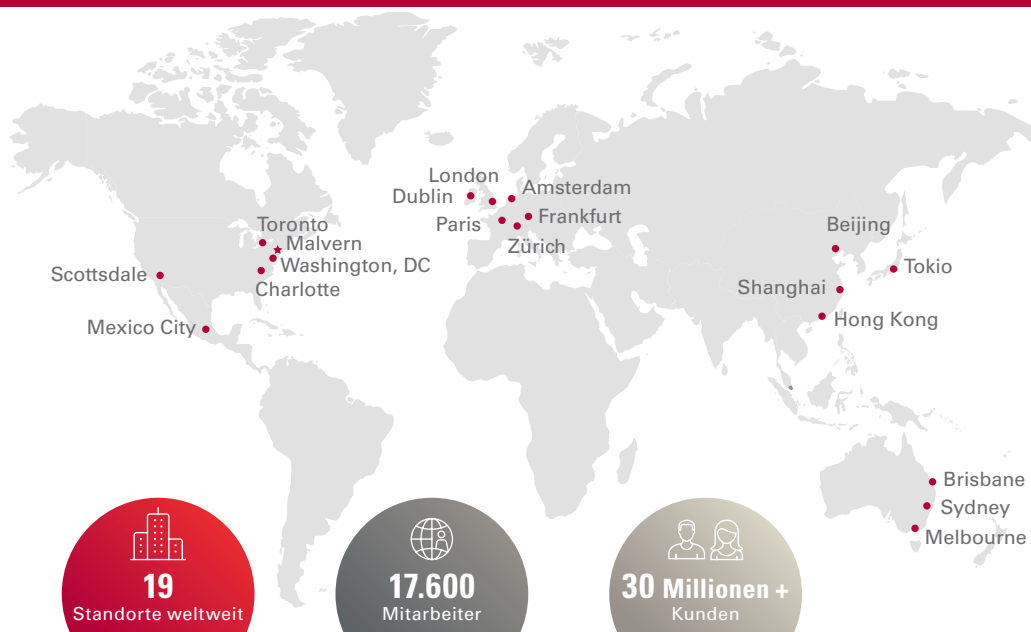 London
Dublin
Amsterdam
Paris
Frankfurt
Zürich
Toronto
Malvern
Washington, DC
Scottsdale
Charlotte
Mexico City
Beijing
Tokio
Shanghai
Hong Kong
Brisbane
Sydney
Melbourne
19
Standorte weltweit
17.600
Mitarbeiter
30 Millionen +
Kunden